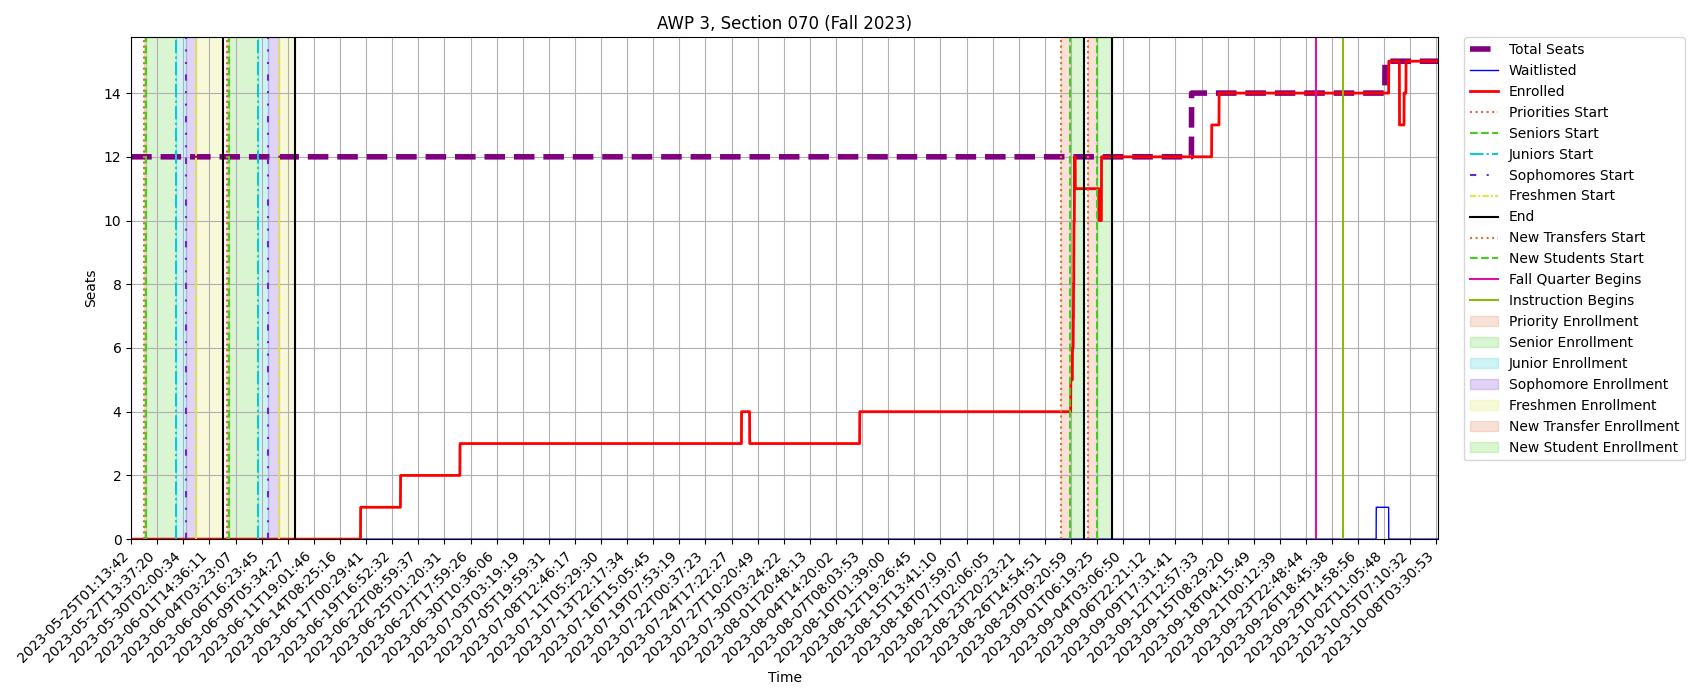 AWP 3, Section 070 (Fall 2023)
Total Seats
Waitlisted
Enrolled
Priorities Start
Seniors Start
Juniors Start
Sophomores Start
Freshmen Start
End
New Transfers Start
New Students Start
Fall Quarter Begins
Instruction Begins
Priority Enrollment
Senior Enrollment
Junior Enrollment
Sophomore Enrollment
Freshmen Enrollment
New Transfer Enrollment
New Student Enrollment
Seats
14
12
10
8
6
4
2
0
2023-05-25T01:13:42
2023-05-27T13:37:20
2023-05-30T02:00:34
2023-06-01T14:36:11
2023-06-04T03:23:07
2023-06-06T16:23:45
2023-06-09T05:34:27
2023-06-11T19:01:46
2023-06-14T08:25:16
2023-06-17T00:29:41
2023-06-19T16:52:32
2023-06-22T08:59:37
2023-06-25T01:20:31
2023-06-27T17:59:26
2023-06-30T10:36:06
2023-07-03T03:19:19
2023-07-05T19:59:31
2023-07-08T12:46:17
2023-07-11T05:29:30
2023-07-13T22:17:34
2023-07-16T15:05:45
2023-07-19T07:53:19
2023-07-22T00:37:23
2023-07-24T17:22:27
2023-07-27T10:20:49
2023-07-30T03:24:22
2023-08-01T20:48:13
2023-08-04T14:20:02
2023-08-07T08:03:53
2023-08-10T01:39:00
2023-08-12T19:26:45
2023-08-15T13:41:10
2023-08-18T07:59:07
2023-08-21T02:06:05
2023-08-23T20:23:21
2023-08-26T14:54:51
2023-08-29T09:20:59
2023-09-01T06:19:25
2023-09-04T03:06:50
2023-09-06T22:21:12
2023-09-09T17:31:41
2023-09-12T12:57:33
2023-09-15T08:29:20
2023-09-18T04:15:49
2023-09-21T00:12:39
2023-09-23T22:48:44
2023-09-26T18:45:38
2023-09-29T14:58:56
2023-10-02T11:05:48
2023-10-05T07:10:32
2023-10-08T03:30:53
Time